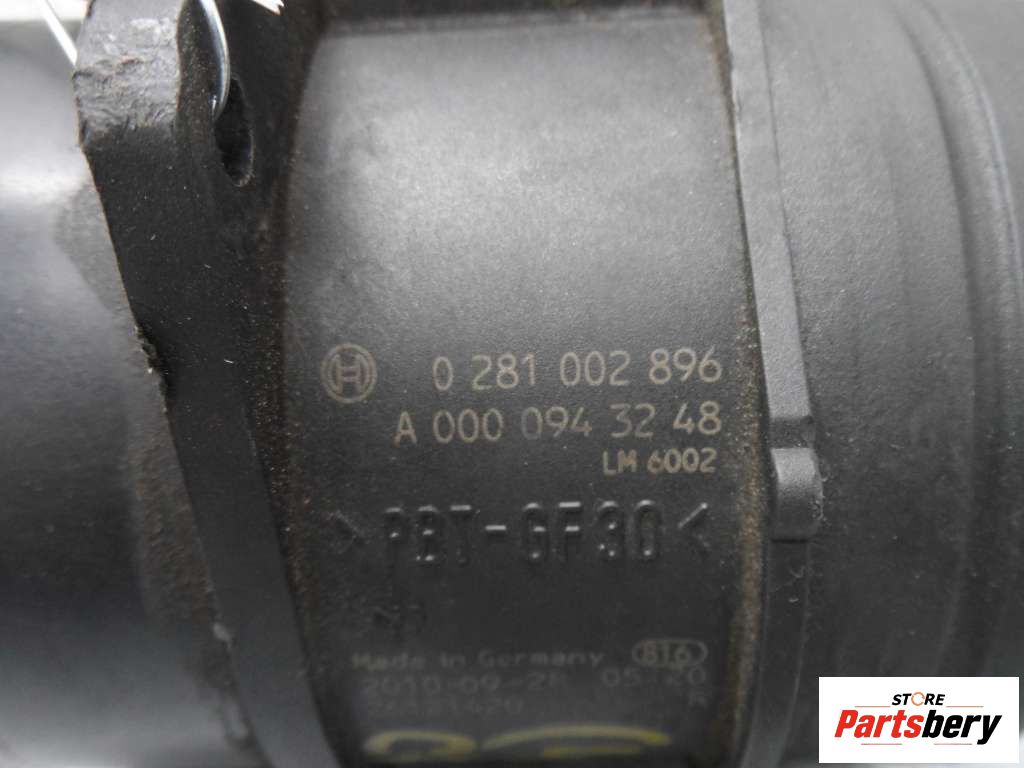 0 281 002 896
A 000 094 32 48
LM 6002
> PBT-GF30 <
Made in Germany 816
2010-09-28
STORE
Partsbery